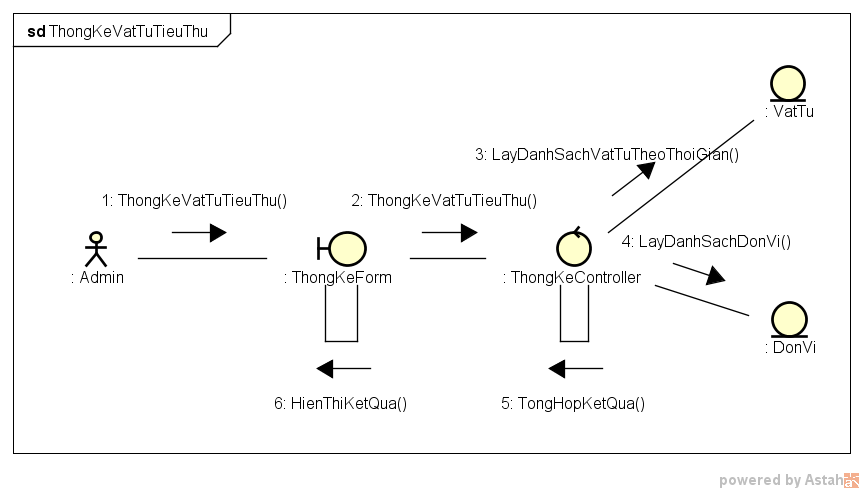 sd ThongKeVatTuTieuThu
: VatTu
3: LayDanhSachVatTuTheoThoiGian()
1: ThongKeVatTuTieuThu()
2: ThongKeVatTuTieuThu()
4: LayDanhSachDonVi()
: Admin
: ThongKeForm
: ThongKeController
: DonVi
6: HienThiKetQua()
5: TongHopKetQua()
powered by Astah